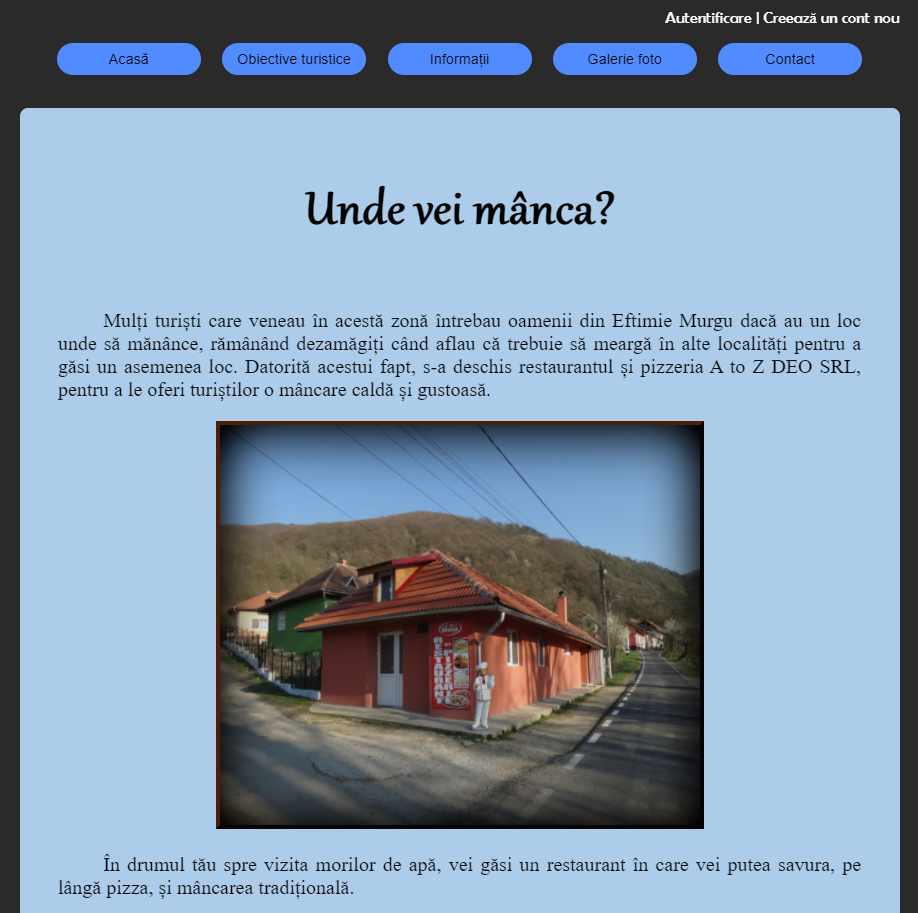 Autentificare | Creează un cont nou
Acasă
Obiective turistice
Informații
Galerie foto
Contact
Unde vei mânca?
Mulți turiști care veneau în acestă zonă întrebau oamenii din Eftimie Murgu dacă au un loc
unde să mănânce, rămânând dezamăgiți când aflau că trebuie să meargă în alte localități pentru a
găsi un asemenea loc. Datorită acestui fapt, s-a deschis restaurantul și pizzeria A to Z DEO SRL,
pentru a le oferi turiștilor o mâncare caldă și gustoasă.
RESTAURANT
PIZZERIE
În drumul tău spre vizita morilor de apă, vei găsi un restaurant în care vei putea savura, pe
lângă pizza, și mâncarea tradițională.